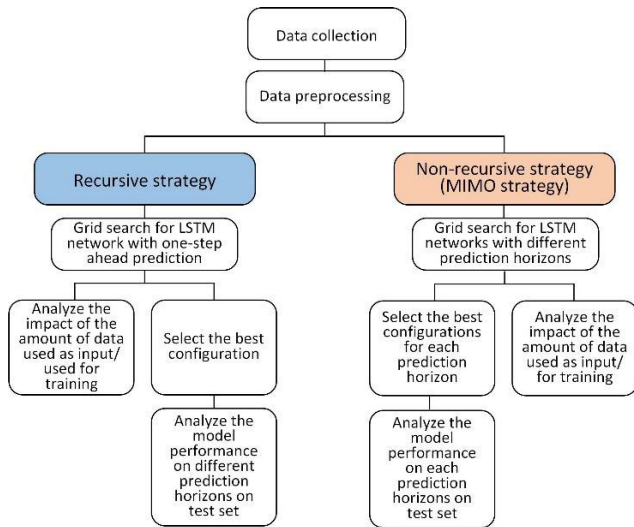 Data collection
Data preprocessing
Recursive strategy
Non-recursive strategy
(MIMO strategy)
Grid search for LSTM
network with one-step
ahead prediction
Grid search for LSTM
networks with different
prediction horizons
Analyze the
impact of the
amount of data
used as input/
used for
training
Select the best
configuration
Select the best
configurations
for each
prediction
horizon
Analyze the
impact of the
amount of data
used as input/
for training
Analyze the
model
performance
on different
prediction
horizons on
test set
Analyze the
model
performance
on each
prediction
horizons on
test set